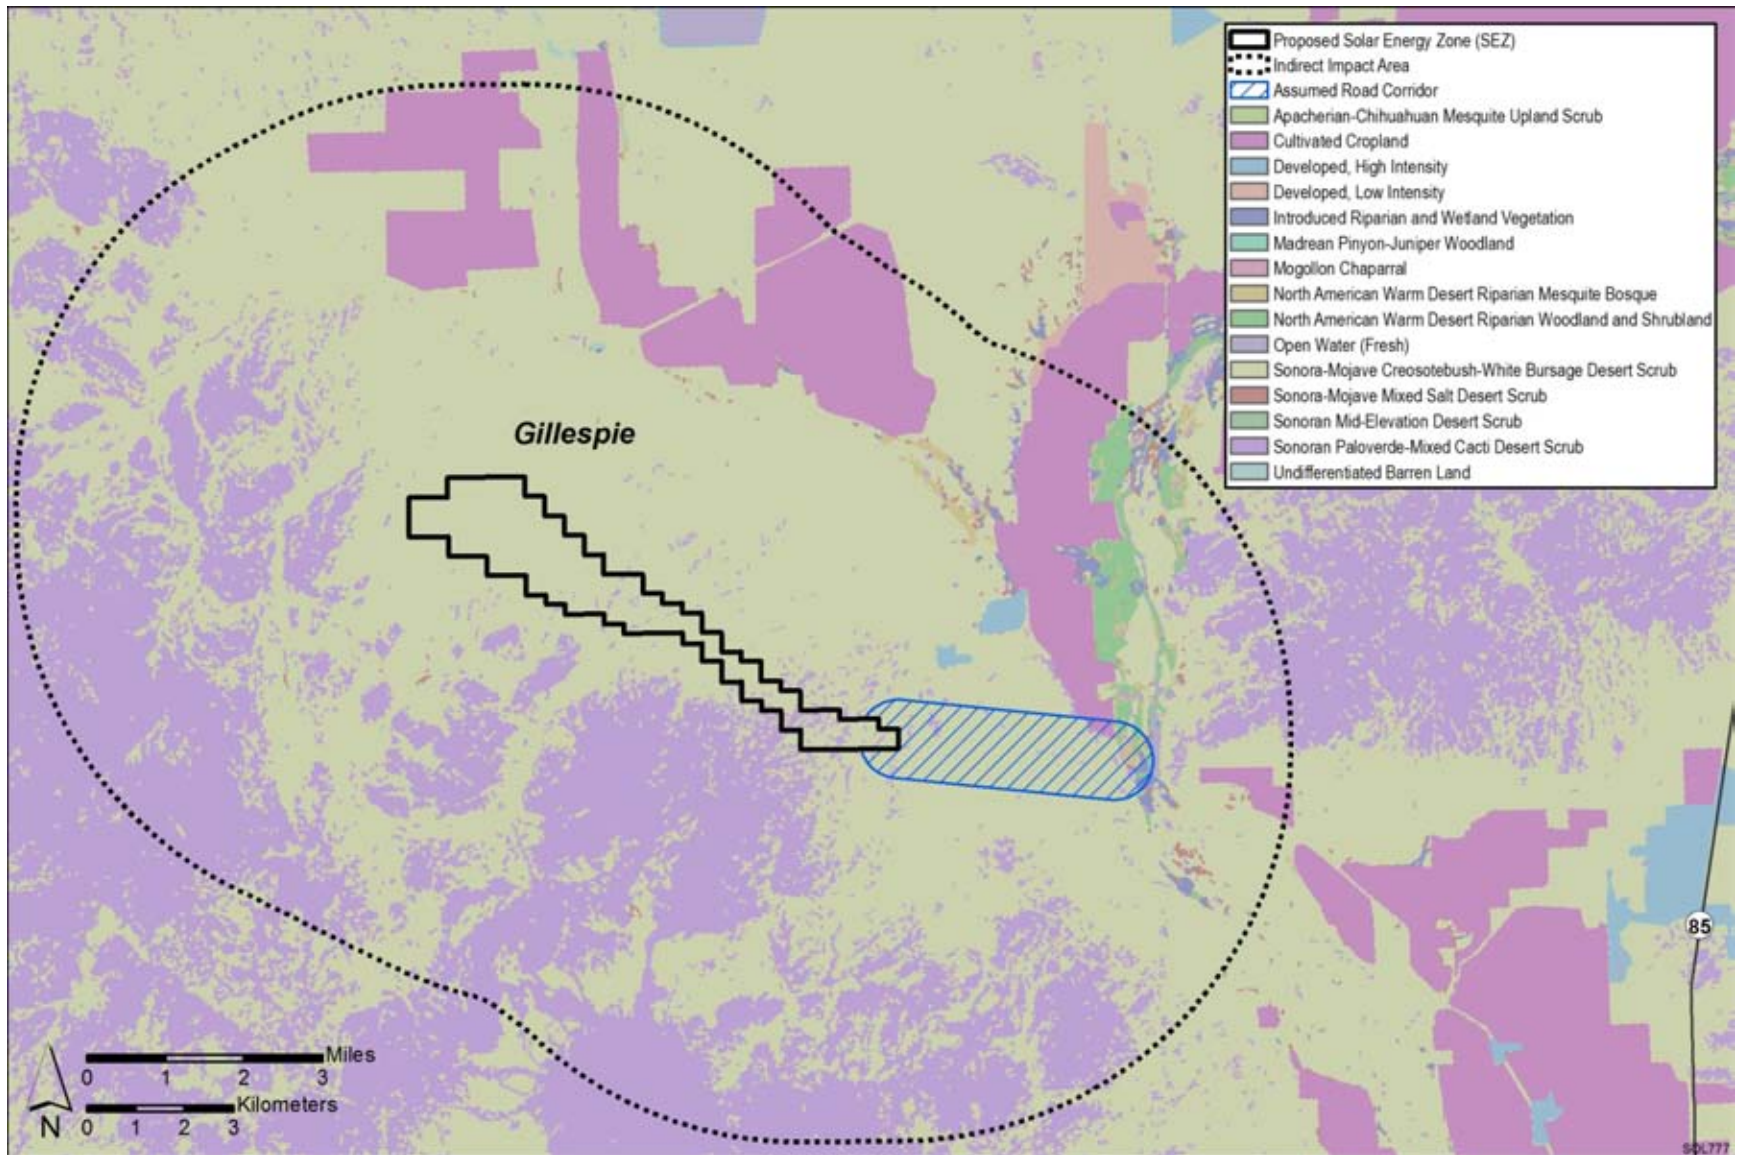 Proposed Solar Energy Zone (SEZ)
Indirect Impact Area
Assumed Road Corridor
Apacherian-Chihuahuan Mesquite Upland Scrub
Cultivated Cropland
Developed, High Intensity
Developed, Low Intensity
Introduced Riparian and Wetland Vegetation
Madrean Pinyon-Juniper Woodland
Mogollon Chaparral
North American Warm Desert Riparian Mesquite Bosque
North American Warm Desert Riparian Woodland and Shrubland
Open Water (Fresh)
Sonora-Mojave Creosotebush-White Bursage Desert Scrub
Sonora-Mojave Mixed Salt Desert Scrub
Sonoran Mid-Elevation Desert Scrub
Sonoran Paloverde-Mixed Cacti Desert Scrub
Undifferentiated Barren Land
Gillespie
85
Miles
0 1 2 3
Kilometers
N 0 1 2 3
SOL777